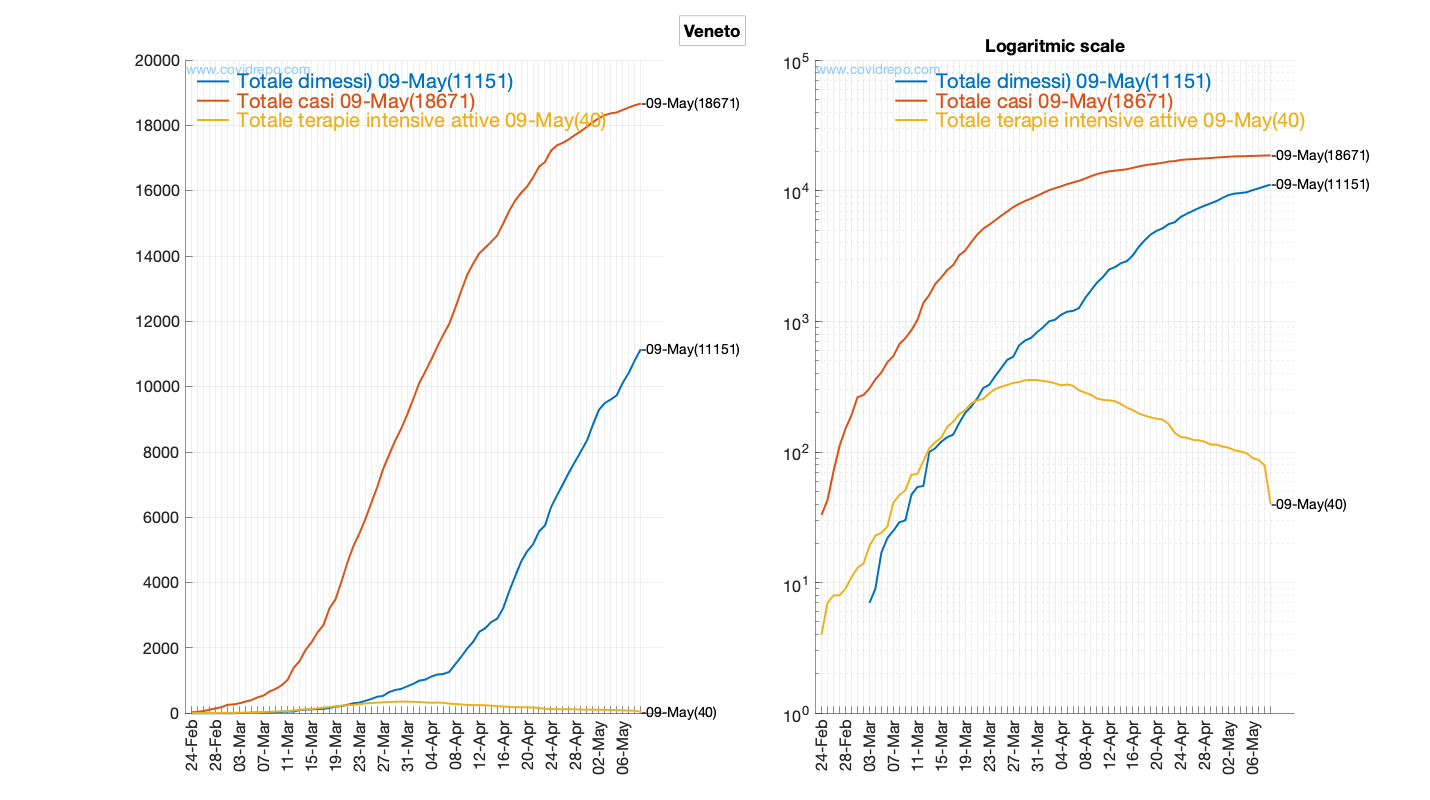 Veneto
www.covidrepo.com
Totale dimessi) 09-May(11151)
Totale casi 09-May(18671)
Totale terapie intensive attive 09-May(40)
20000
18000
16000
14000
12000
10000
8000
6000
4000
2000
0
-09-May(18671)
-09-May(11151)
-09-May(40)
24-Feb
28-Feb
03-Mar
07-Mar
11-Mar
15-Mar
19-Mar
23-Mar
27-Mar
31-Mar
04-Apr
08-Apr
12-Apr
16-Apr
20-Apr
24-Apr
28-Apr
02-May
06-May
Logaritmic scale
www.covidrepo.com
Totale dimessi) 09-May(11151)
Totale casi 09-May(18671)
Totale terapie intensive attive 09-May(40)
10^5
10^4
10^3
10^2
10^1
10^0
-09-May(18671)
-09-May(11151)
-09-May(40)
24-Feb
28-Feb
03-Mar
07-Mar
11-Mar
15-Mar
19-Mar
23-Mar
27-Mar
31-Mar
04-Apr
08-Apr
12-Apr
16-Apr
20-Apr
24-Apr
28-Apr
02-May
06-May